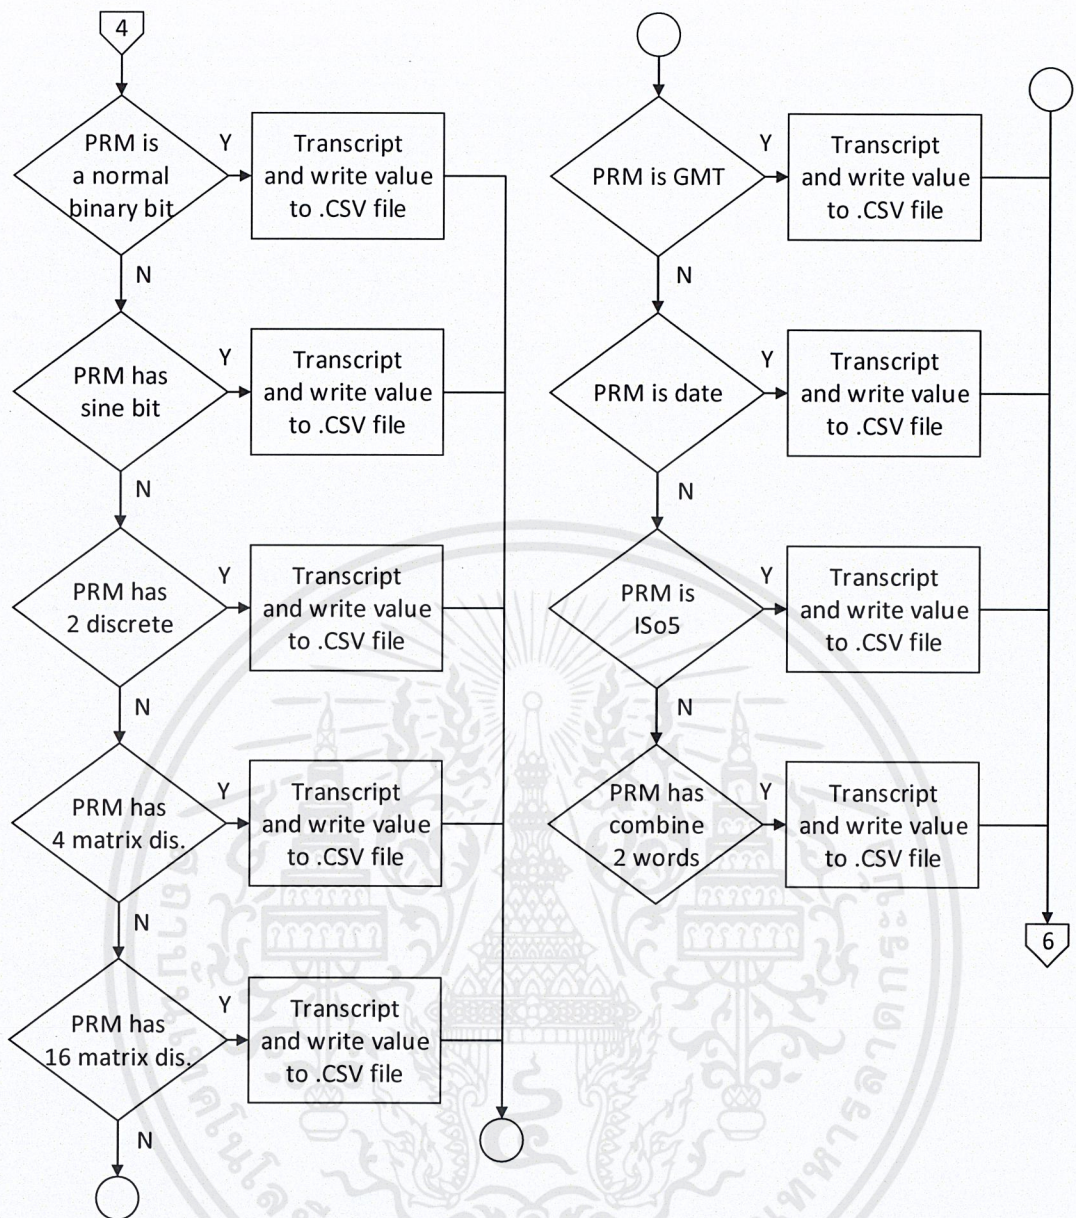 4
PRM is
a normal
binary bit
Y
Transcript
and write value
to .CSV file
N
PRM has
sine bit
Y
Transcript
and write value
to .CSV file
N
PRM has
2 discrete
Y
Transcript
and write value
to .CSV file
N
PRM has
4 matrix dis.
Y
Transcript
and write value
to .CSV file
N
PRM has
16 matrix dis.
Y
Transcript
and write value
to .CSV file
N
PRM is GMT
Y
Transcript
and write value
to .CSV file
N
PRM is date
Y
Transcript
and write value
to .CSV file
N
PRM is
ISo5
Y
Transcript
and write value
to .CSV file
N
PRM has
combine
2 words
Y
Transcript
and write value
to .CSV file
6